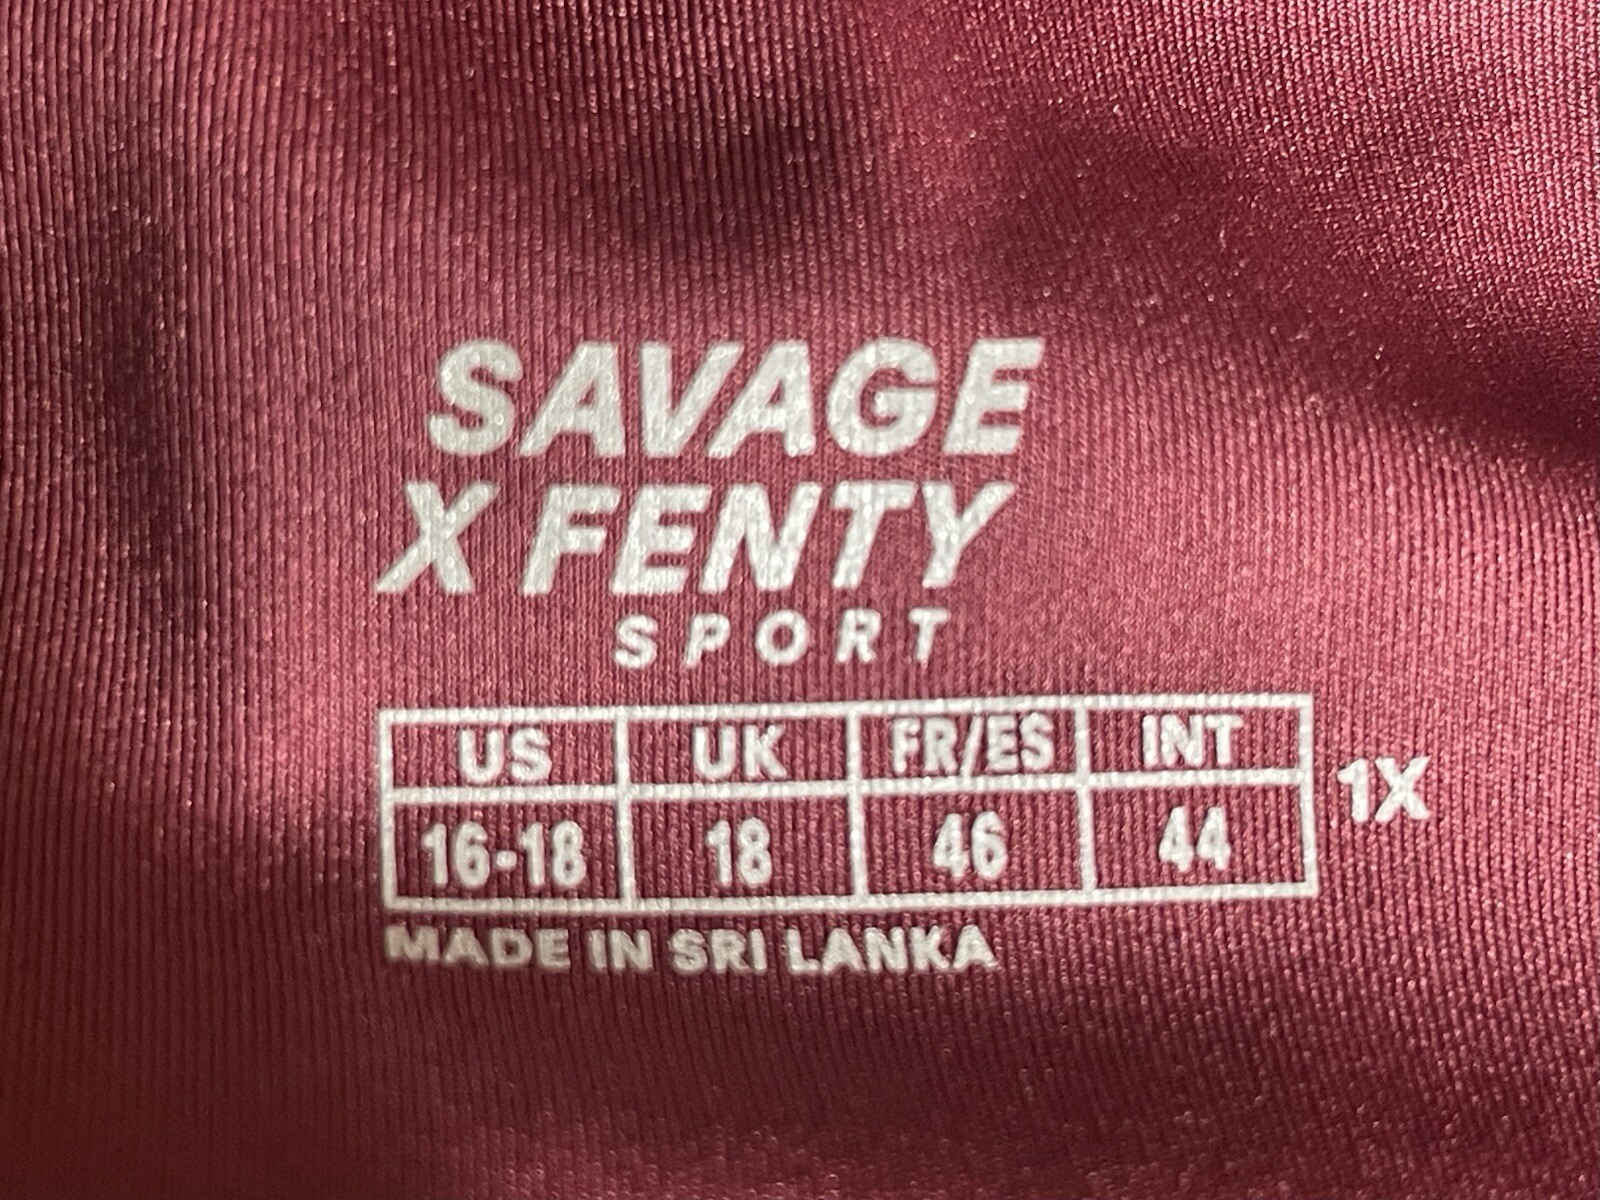 SAVAGE
X FENTY
SPORT
US UK FR/ES INT
16-18 18 46 44
1X
MADE IN SRI LANKA